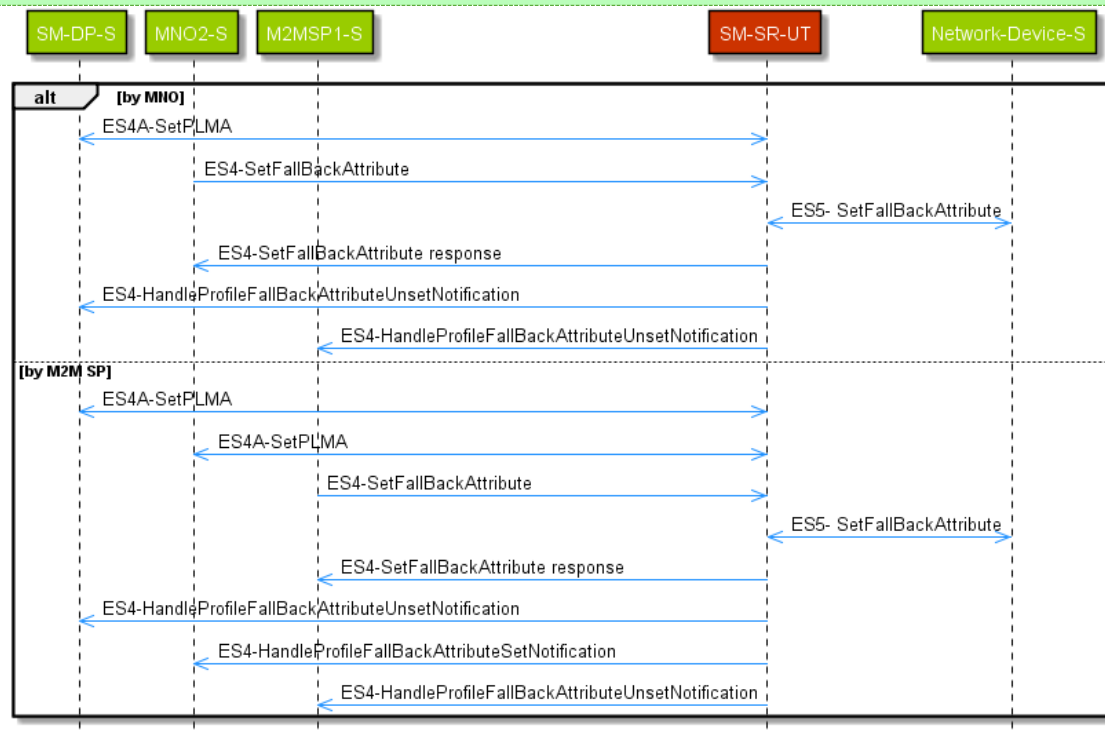 SM-DP-S MNO2-S M2MSP1-S SM-SR-UT Network-Device-S
alt [by MNO]
ES4A-SetPLMA
ES4-SetFallBackAttribute
ES5- SetFallBackAttribute
ES4-SetFallBackAttribute response
ES4-HandleProfileFallBackAttributeUnsetNotification
ES4-HandleProfileFallBackAttributeUnsetNotification
[by M2M SP]
ES4A-SetPLMA
ES4A-SetPLMA
ES4-SetFallBackAttribute
ES5- SetFallBackAttribute
ES4-SetFallBackAttribute response
ES4-HandleProfileFallBackAttributeUnsetNotification
ES4-HandleProfileFallBackAttributeSetNotification
ES4-HandleProfileFallBackAttributeUnsetNotification